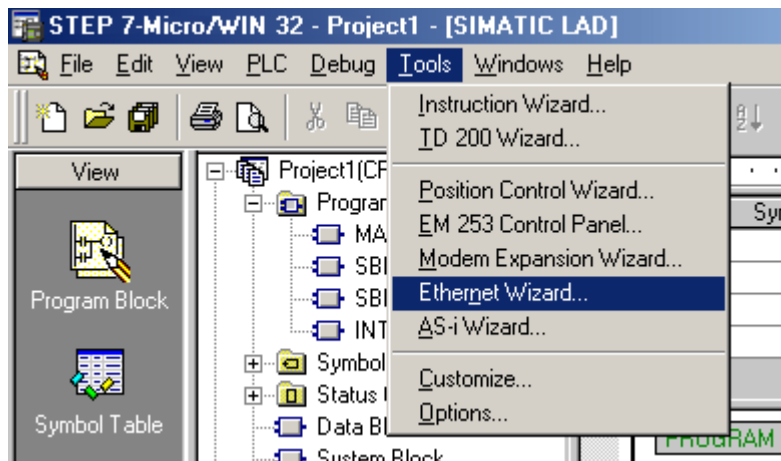 STEP 7-Micro/WIN 32 - Project1 - [SIMATIC LAD]
File Edit View PLC Debug Tools Windows Help
Instruction Wizard...
TD 200 Wizard...
Position Control Wizard...
EM 253 Control Panel...
Modem Expansion Wizard...
Ethernet Wizard...
AS-i Wizard...
Customize...
Options...
View
Program Block
Symbol Table
Project1(CP
Progran
MA
SBI
SBI
INT
Symbol
Status
Data Bl
System Block
Syn
PROGRAM